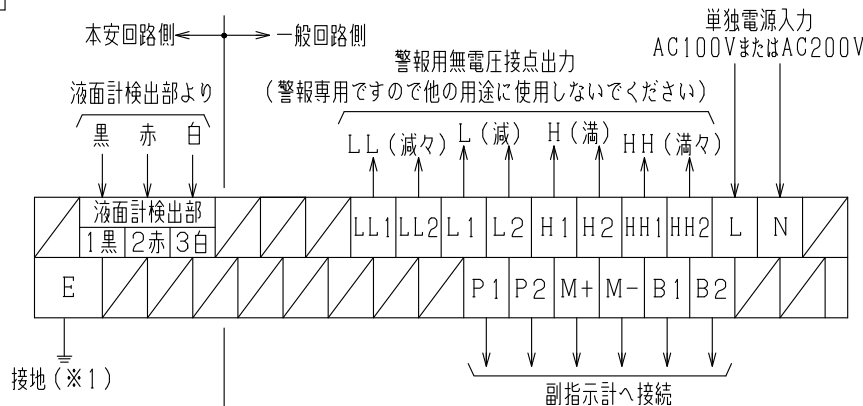 本安回路側
一般回路側
単独電源入力
AC100VまたはAC200V
警報用無電圧接点出力
(警報専用ですので他の用途に使用しないでください)
液面計検出部より
黒 赤 白
LL(減々) L(減) H(満) HH(満々)
液面計検出部
1黒 2赤 3白
LL1 LL2 L1 L2 H1 H2 HH1 HH2 L N
E P1 P2 M+ M- B1 B2
接地(※1)
副指示計へ接続